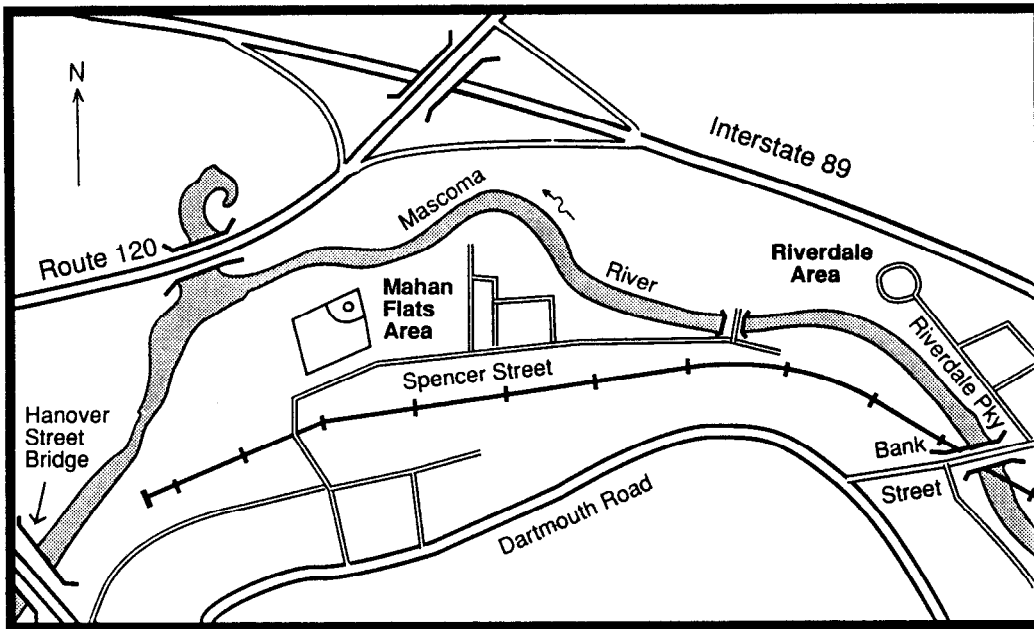 N
Interstate 89
Mascoma
Route 120
Riverdale
Area
River
Mahan
Flats
Area
Riverdale Pky
Spencer Street
Hanover
Street
Bridge
Bank
Street
Dartmouth Road